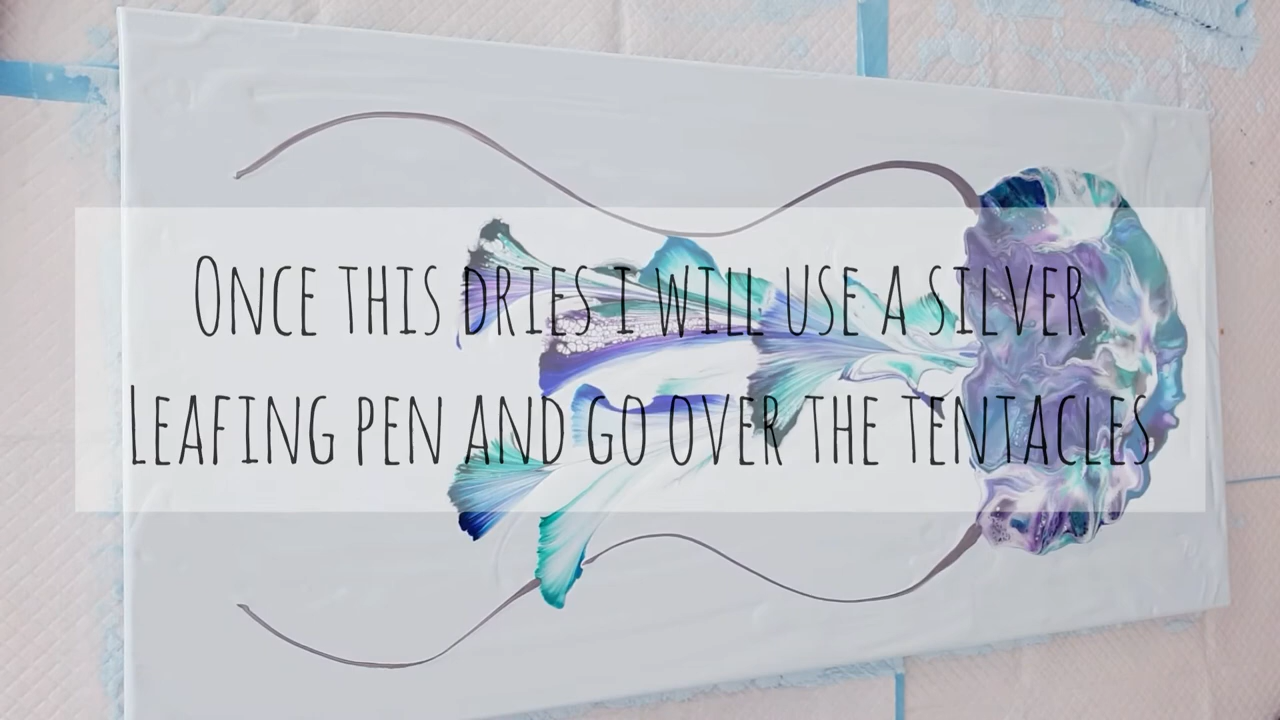 Once this dries i will use a silver
Leafing pen and go over the tentacles